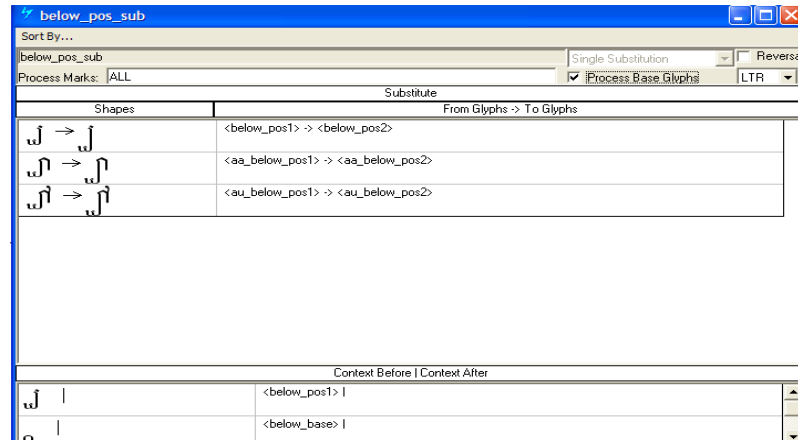 below_pos_sub
Sort By...
below_pos_sub Single Substitution Reversa
Process Marks: ALL Process Base Glyphs LTR
Substitute
Shapes From Glyphs -> To Glyphs
<below_pos1> -> <below_pos2>
<aa_below_pos1> -> <aa_below_pos2>
<au_below_pos1> -> <au_below_pos2>
Context Before | Context After
<below_pos1> |
<below_base> |